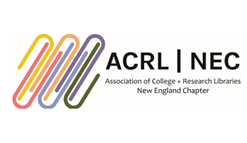 ACRL | NEC
Association of College + Research Libraries
New England Chapter